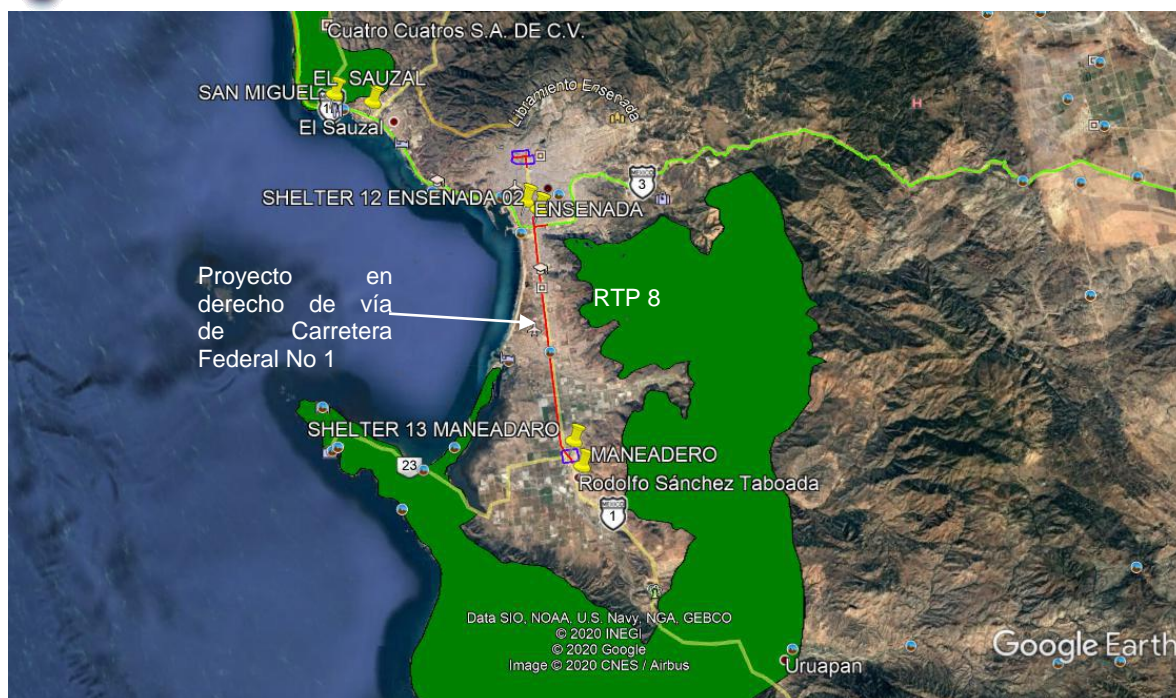 Cuatro Cuatros S.A. DE C.V.
EL SAUZAL
SAN MIGUEL
El Sauzal
Libramiento Ensenada
H
MEXICO
3
SHELTER 12 ENSENADA 02
ENSENADA
Proyecto en
derecho de vía
de Carretera
Federal No 1
RTP 8
SHELTER 13 MANEADARO
MANEADERO
23
Rodolfo Sánchez Taboada
MEXICO
1
Data SIO, NOAA, U.S. Navy, NGA, GEBCO
© 2020 INEGI
© 2020 Google
Image © 2020 CNES / Airbus
Google Earth
Uruapan